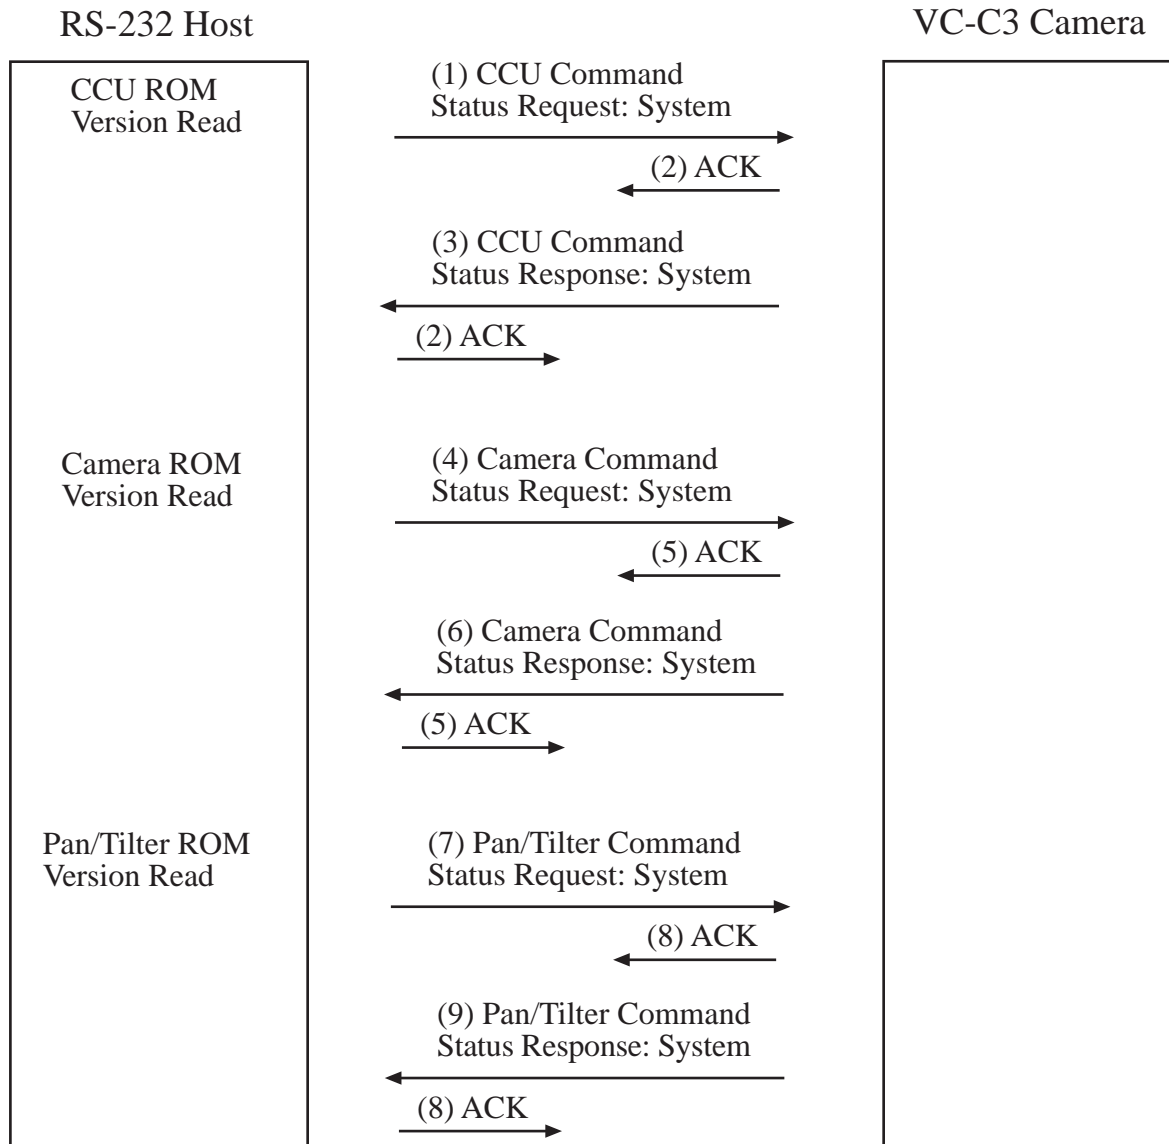 RS-232 Host
VC-C3 Camera
CCU ROM
Version Read
(1) CCU Command
Status Request: System
(2) ACK
(3) CCU Command
Status Response: System
(2) ACK
Camera ROM
Version Read
(4) Camera Command
Status Request: System
(5) ACK
(6) Camera Command
Status Response: System
(5) ACK
Pan/Tilter ROM
Version Read
(7) Pan/Tilter Command
Status Request: System
(8) ACK
(9) Pan/Tilter Command
Status Response: System
(8) ACK